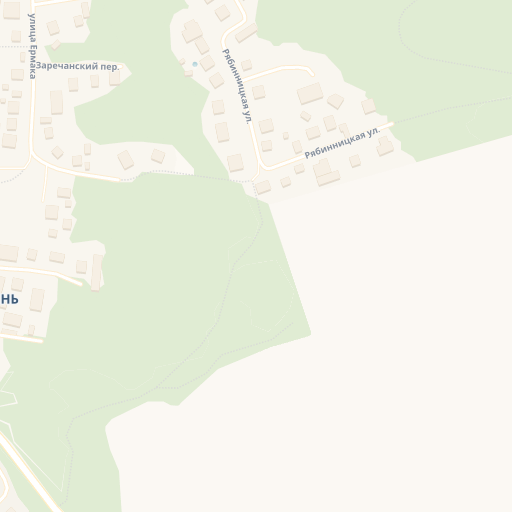 улица Ермака
Заречанский пер.
Рябинницкая ул.
Рябинницкая ул.
НЬ